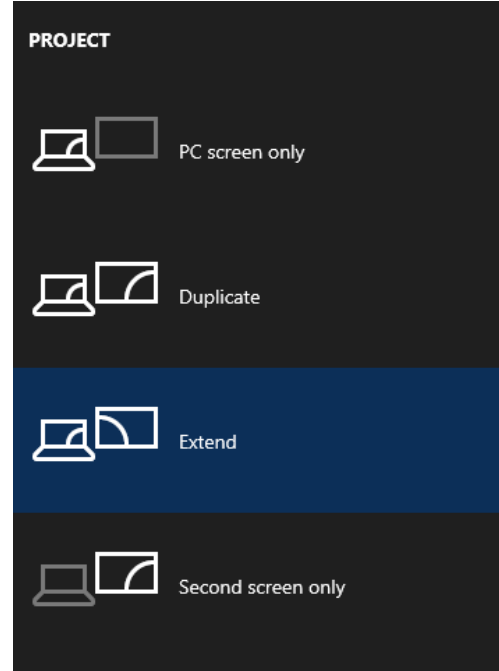 PROJECT
PC screen only
Duplicate
Extend
Second screen only